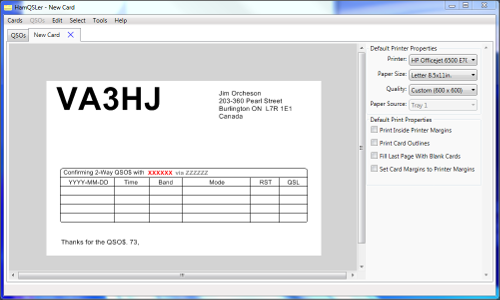 HamQSLer - New Card
Cards QSOs Edit Select Tools Help
QSOs New Card X
Default Printer Properties
Printer: HP Officejet 6500 E7
Paper Size: Letter 8.5x11in.
Quality: Custom (600 x 600)
Paper Source: Tray 1
Default Print Properties
Print Inside Printer Margins
Print Card Outlines
Fill Last Page With Blank Cards
Set Card Margins to Printer Margins
VA3HJ
Jim Orcheson
203-360 Pearl Street
Burlington ON L7R 1E1
Canada
Confirming 2-Way QSO$ with XXXXXX via ZZZZZZ
YYYY-MM-DD Time Band Mode RST QSL
Thanks for the QSO$. 73,